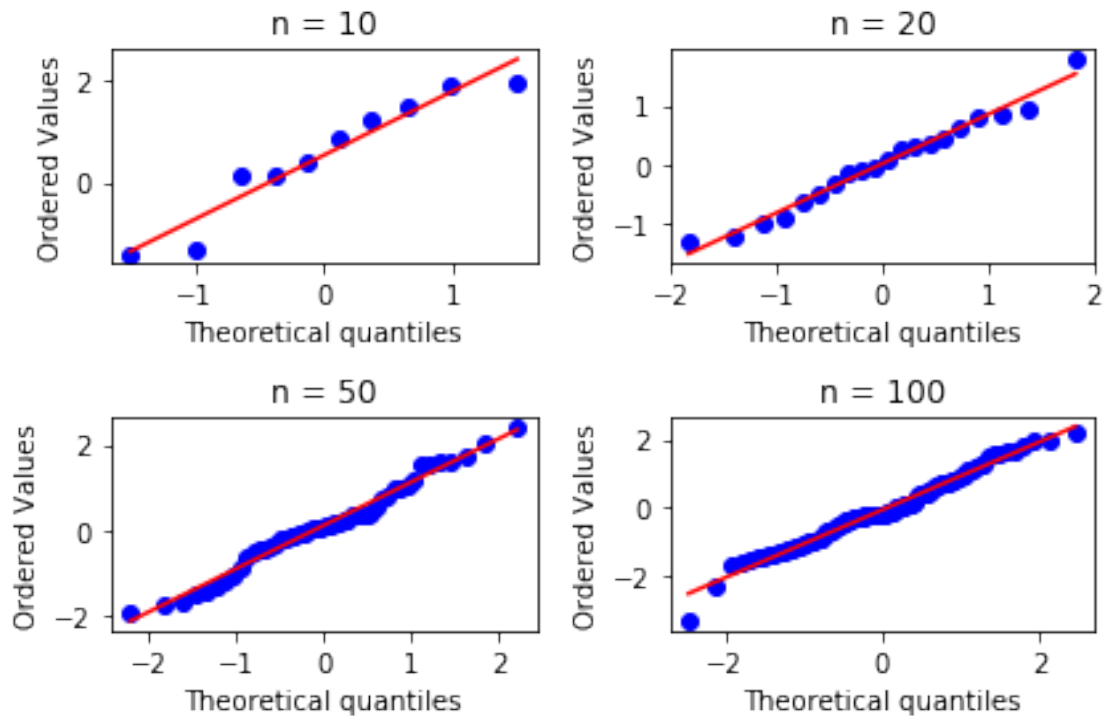 n = 10
Ordered Values
2
0
−1 0 1
Theoretical quantiles
n = 20
Ordered Values
1
0
−1
−2 −1 0 1 2
Theoretical quantiles
n = 50
Ordered Values
2
0
−2
−2 −1 0 1 2
Theoretical quantiles
n = 100
Ordered Values
2
0
−2
−2 0 2
Theoretical quantiles